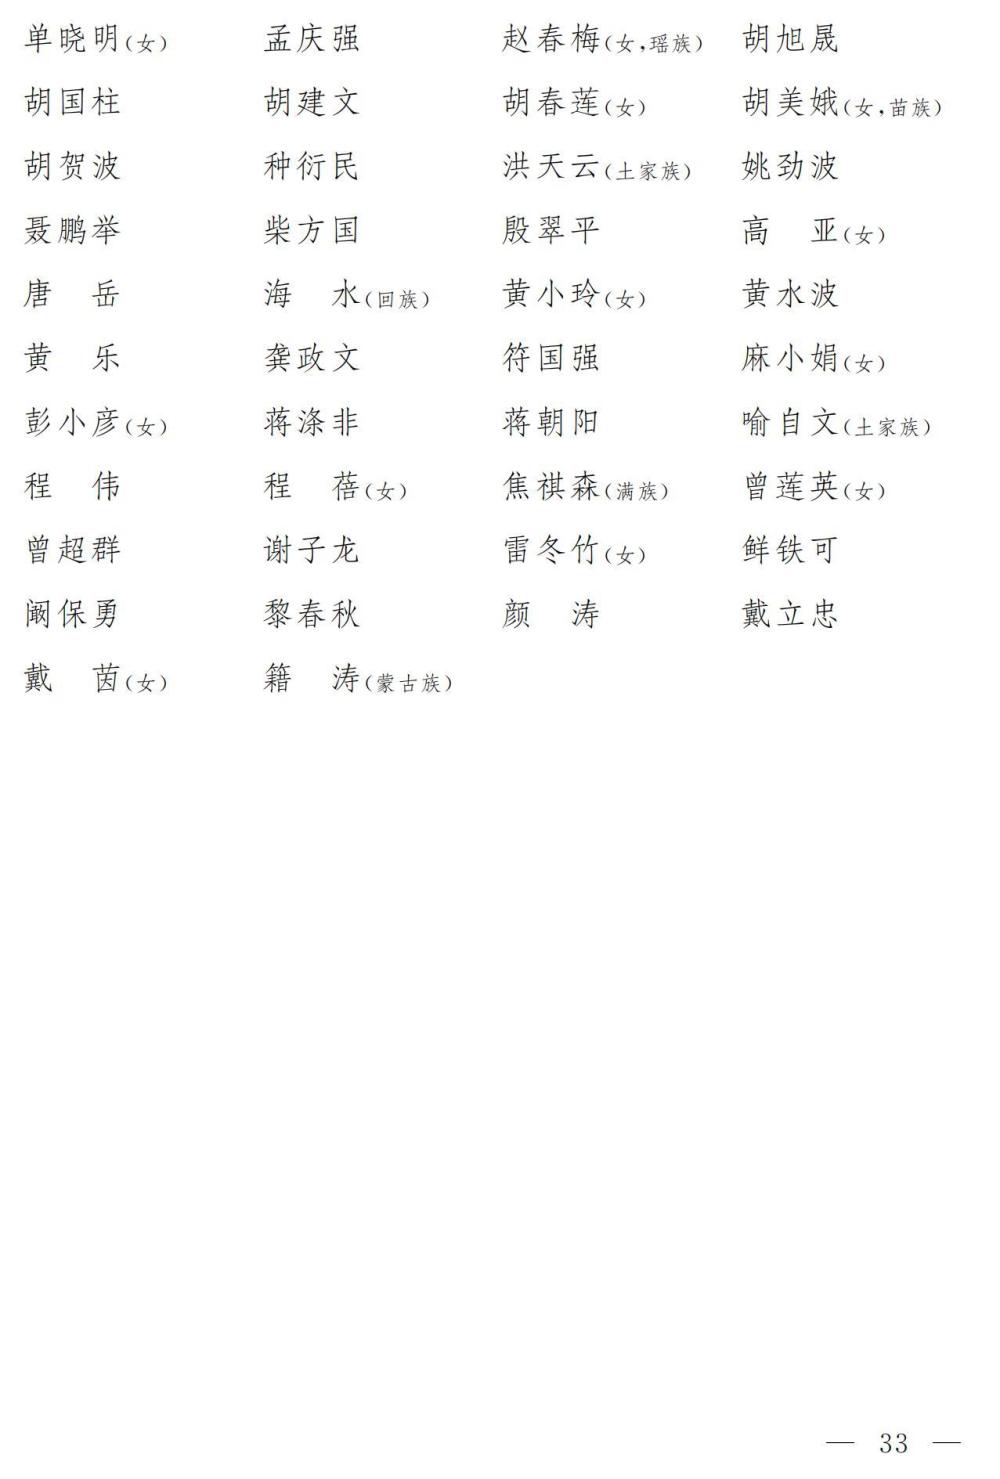 单晓明(女) 孟庆强 赵春梅(女,瑶族) 胡旭晟
胡国柱 胡建文 胡春莲(女) 胡美娥(女,苗族)
胡贺波 种衍民 洪天云(土家族) 姚劲波
聂鹏举 柴方国 殷翠平 高　亚(女)
唐　岳 海　水(回族) 黄小玲(女) 黄水波
黄　乐 龚政文 符国强 麻小娟(女)
彭小彦(女) 蒋涤非 蒋朝阳 喻自文(土家族)
程　伟 程　蓓(女) 焦祺森(满族) 曾莲英(女)
曾超群 谢子龙 雷冬竹(女) 鲜铁可
阚保勇 黎春秋 颜　涛 戴立忠
戴　茵(女) 籍　涛(蒙古族)
— 33 —